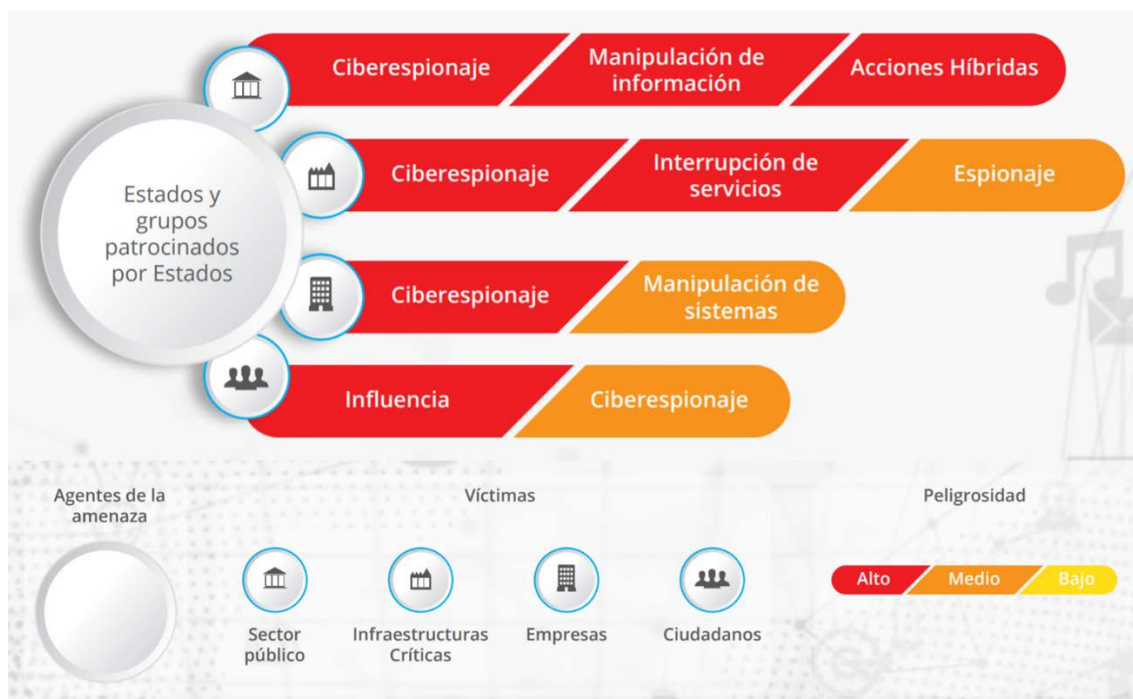 Ciberespionaje
Manipulación de
información
Acciones Híbridas
Estados y
grupos
patrocinados
por Estados
Ciberespionaje
Interrupción de
servicios
Espionaje
Ciberespionaje
Manipulación de
sistemas
Influencia
Ciberespionaje
Agentes de la
amenaza
Víctimas
Sector
público
Infraestructuras
Críticas
Empresas
Ciudadanos
Peligrosidad
Alto
Medio
Bajo